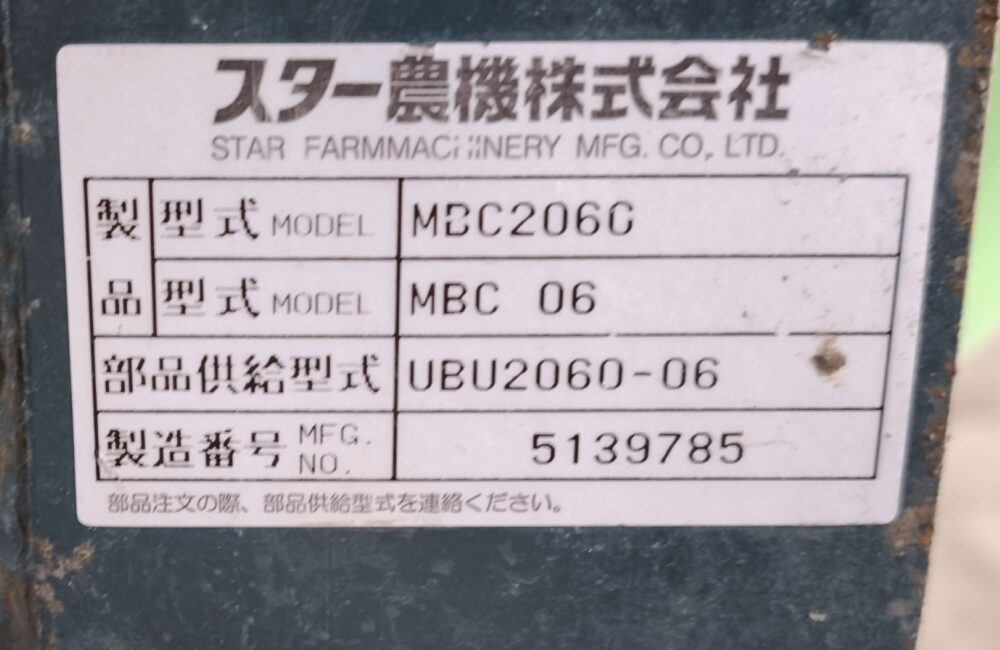 スター農機株式会社
STAR FARMMACHINERY MFG. CO., LTD.
製品 型式 MODEL MBC2060
型式 MODEL MBC 06
部品供給型式 UBU2060-06
製造番号 MFG. NO. 5139785
部品注文の際、部品供給型式を連絡ください。